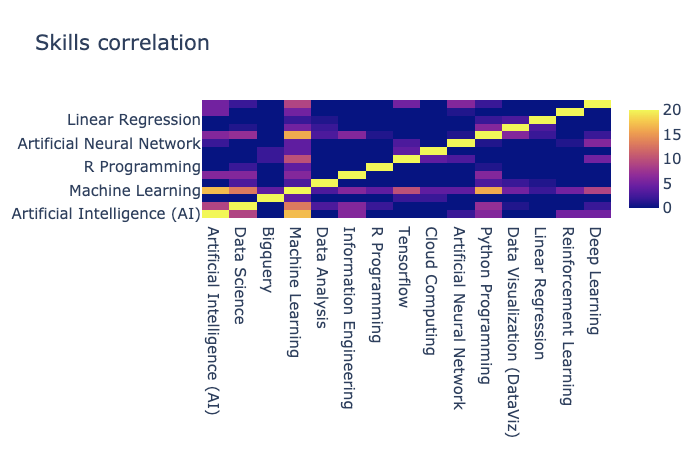 Skills correlation
Linear Regression
Artificial Neural Network
R Programming
Machine Learning
Artificial Intelligence (AI)
20
15
10
5
0
Artificial Intelligence (AI)
Data Science
Bigquery
Machine Learning
Data Analysis
Information Engineering
R Programming
Tensorflow
Cloud Computing
Artificial Neural Network
Python Programming
Data Visualization (DataViz)
Linear Regression
Reinforcement Learning
Deep Learning